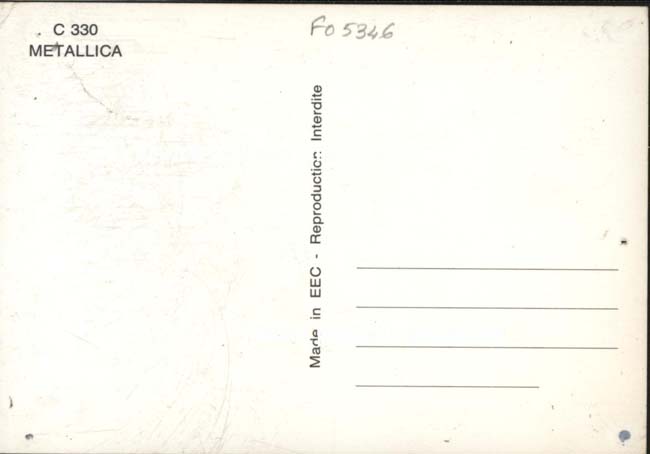 C 330
METALLICA
FO 5346
Made in EEC - Reproduction Interdite